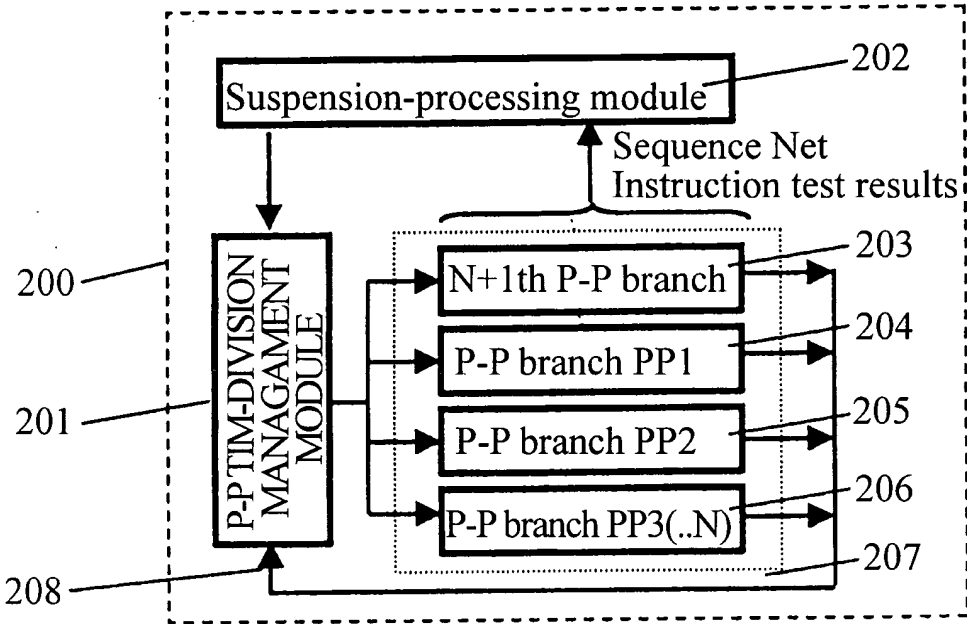 202
Suspension-processing module
Sequence Net
Instruction test results
200
201
P-P TIM-DIVISION
MANAGAMENT
MODULE
N+1th P-P branch
203
P-P branch PP1
204
P-P branch PP2
205
P-P branch PP3(..N)
206
207
208